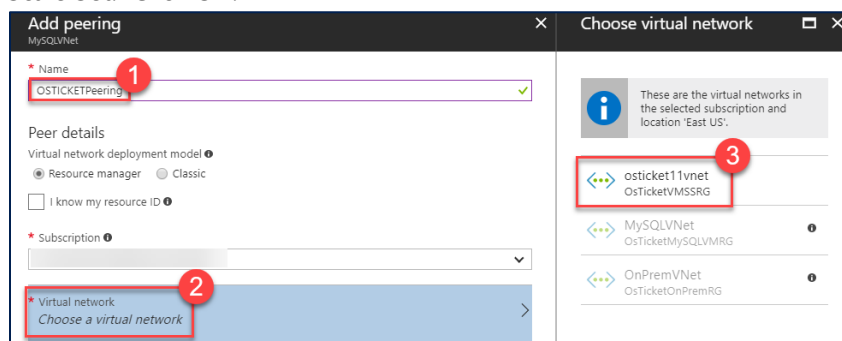 Add peering
MySQLVNet
* Name
OSTICKETPeering
1
Peer details
Virtual network deployment model
Resource manager Classic
I know my resource ID
* Subscription
* Virtual network
Choose a virtual network
2
Choose virtual network
These are the virtual networks in
the selected subscription and
location 'East US'.
3
osticket11vnet
OsTicketVMSSRG
MySQLVNet
OsTicketMySQLVMRG
OnPremVNet
OsTicketOnPremRG